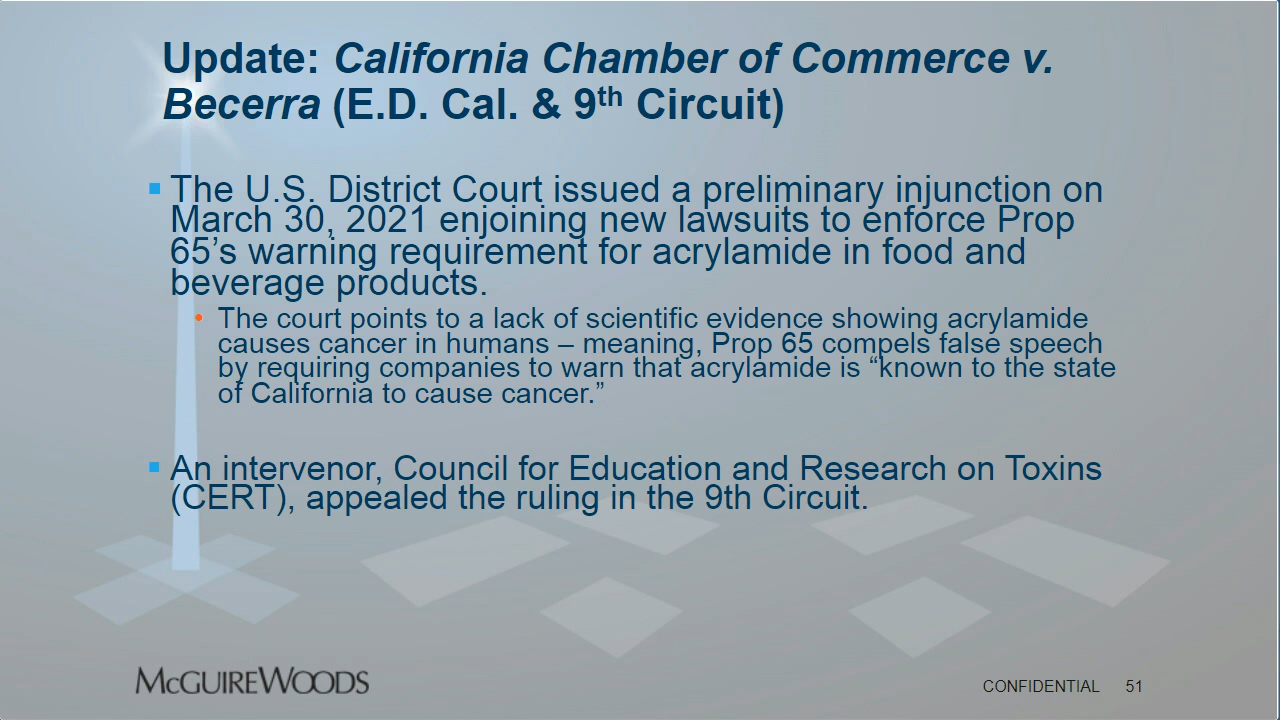 Update: California Chamber of Commerce v.
Becerra (E.D. Cal. & 9th Circuit)
▪ The U.S. District Court issued a preliminary injunction on
March 30, 2021 enjoining new lawsuits to enforce Prop
65’s warning requirement for acrylamide in food and
beverage products.
• The court points to a lack of scientific evidence showing acrylamide
causes cancer in humans – meaning, Prop 65 compels false speech
by requiring companies to warn that acrylamide is “known to the state
of California to cause cancer.”
▪ An intervenor, Council for Education and Research on Toxins
(CERT), appealed the ruling in the 9th Circuit.
McGuireWoods
CONFIDENTIAL 51